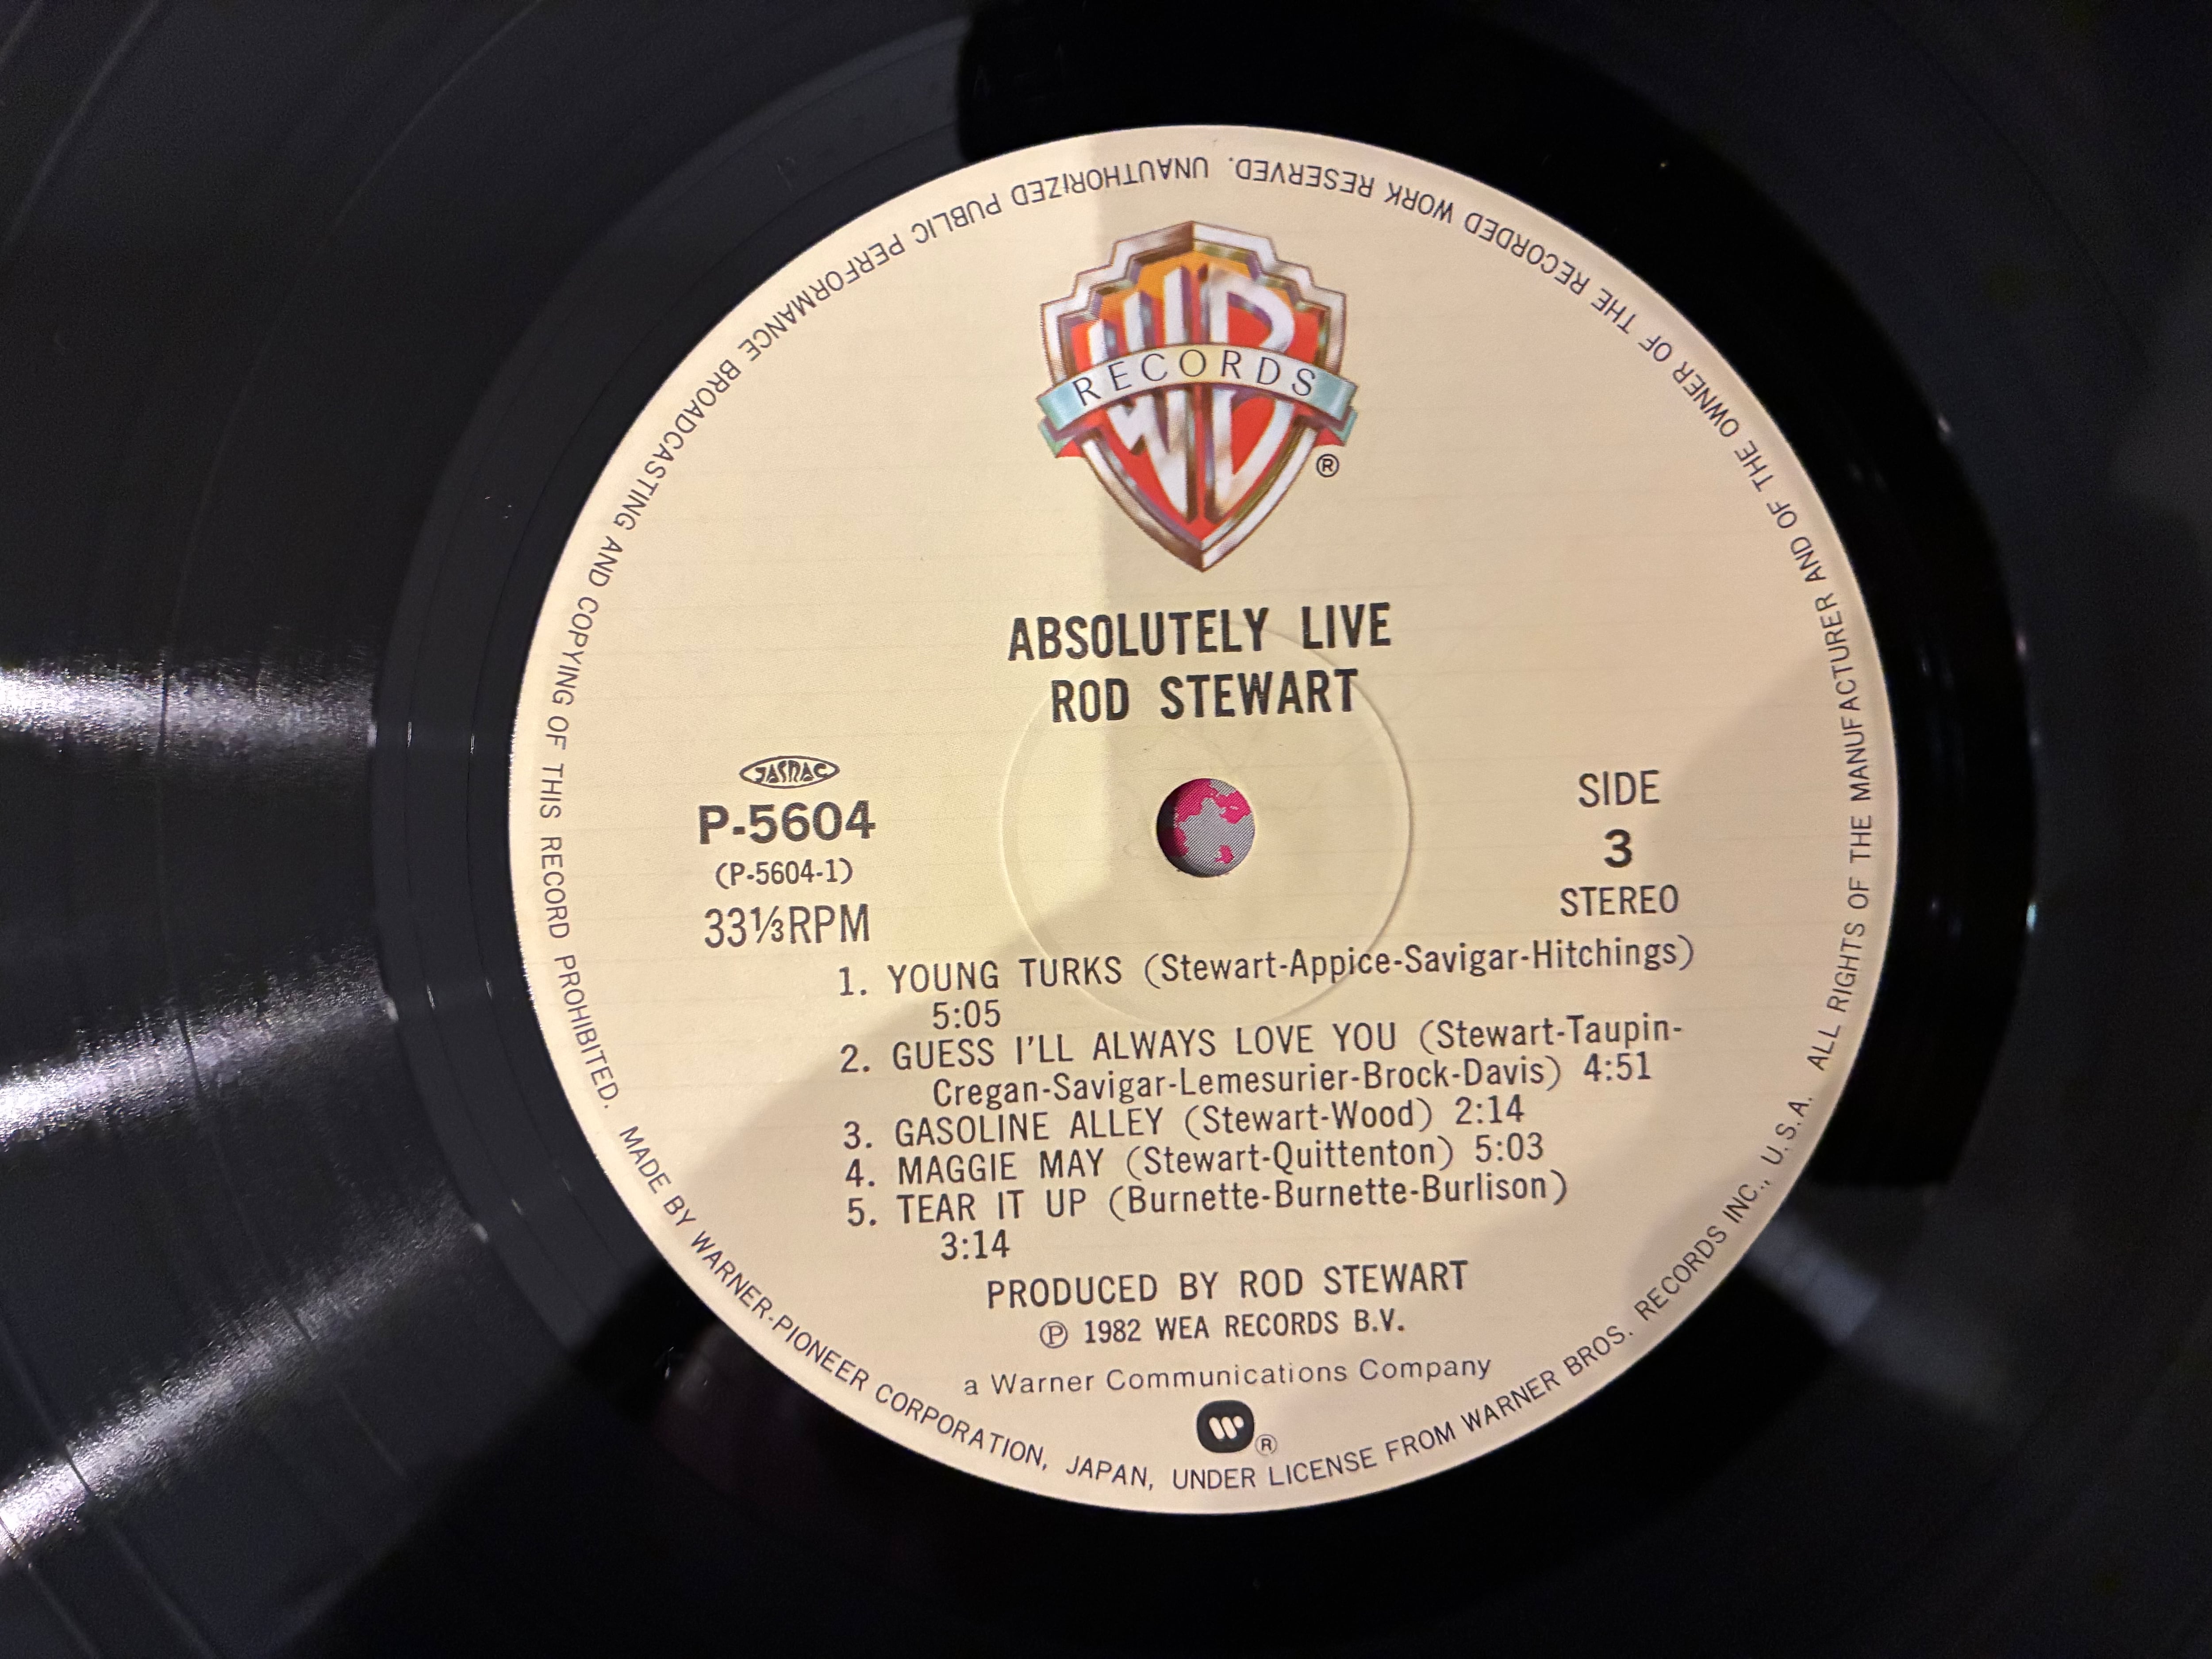 WB
RECORDS
®
ABSOLUTELY LIVE
ROD STEWART
JASRAC
P-5604
(P-5604-1)
33⅓RPM
SIDE
3
STEREO
1. YOUNG TURKS (Stewart-Appice-Savigar-Hitchings)
5:05
2. GUESS I'LL ALWAYS LOVE YOU (Stewart-Taupin-
Cregan-Savigar-Lemesurier-Brock-Davis) 4:51
3. GASOLINE ALLEY (Stewart-Wood) 2:14
4. MAGGIE MAY (Stewart-Quittenton) 5:03
5. TEAR IT UP (Burnette-Burnette-Burlison)
3:14
PRODUCED BY ROD STEWART
Ⓟ 1982 WEA RECORDS B.V.
a Warner Communications Company
®
MADE BY WARNER-PIONEER CORPORATION, JAPAN, UNDER LICENSE FROM WARNER BROS. RECORDS INC., U.S.A. ALL RIGHTS OF THE MANUFACTURER AND OF THE OWNER OF THE RECORDED WORK RESERVED. UNAUTHORIZED PUBLIC PERFORMANCE BROADCASTING AND COPYING OF THIS RECORD PROHIBITED.